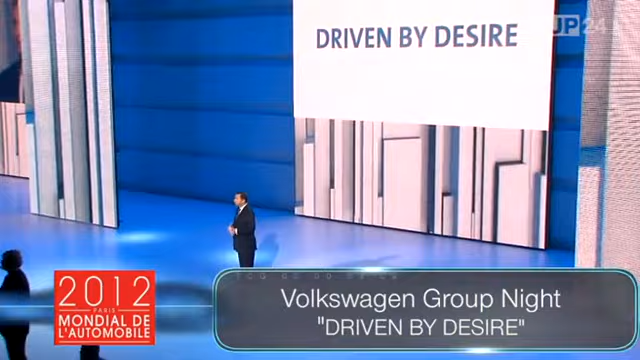 UP24
DRIVEN BY DESIRE
2012
PARIS
MONDIAL DE
L'AUTOMOBILE
Volkswagen Group Night
"DRIVEN BY DESIRE"